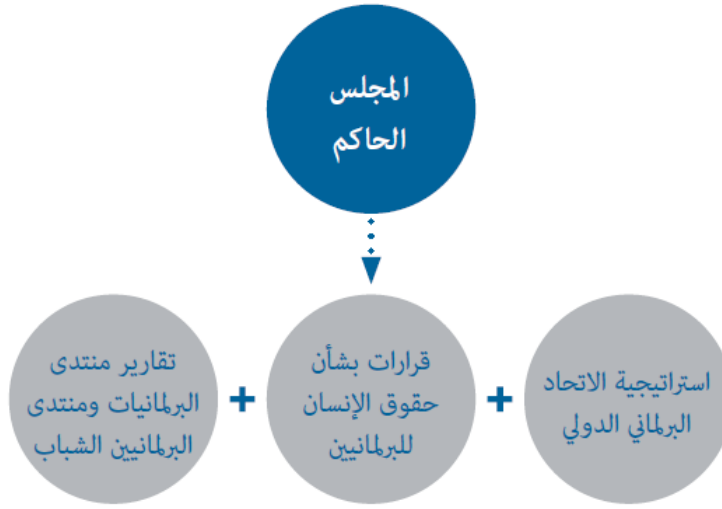 المجلس
الحاكم
استراتيجية الاتحاد
البرلماني الدولي
+
قرارات بشأن
حقوق الإنسان
للبرلمانيين
+
تقارير منتدى
البرلمانيات ومنتدى
البرلمانيين الشباب